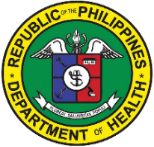 REPUBLIC OF THE PHILIPPINES
DEPARTMENT OF HEALTH